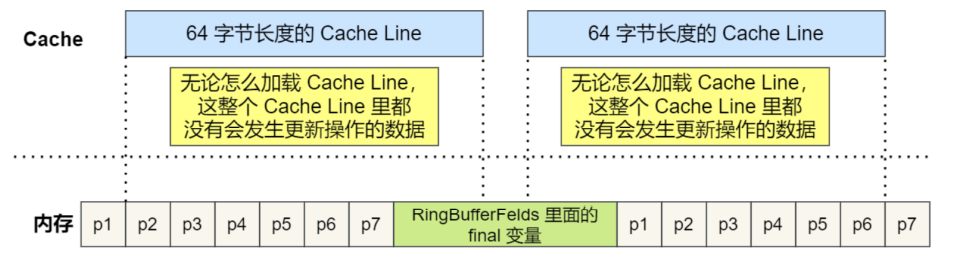 Cache
64 字节长度的 Cache Line
64 字节长度的 Cache Line
无论怎么加载 Cache Line，
这整个 Cache Line 里都
没有会发生更新操作的数据
无论怎么加载 Cache Line，
这整个 Cache Line 里都
没有会发生更新操作的数据
内存
p1
p2
p3
p4
p5
p6
p7
RingBufferFelds 里面的
final 变量
p1
p2
p3
p4
p5
p6
p7